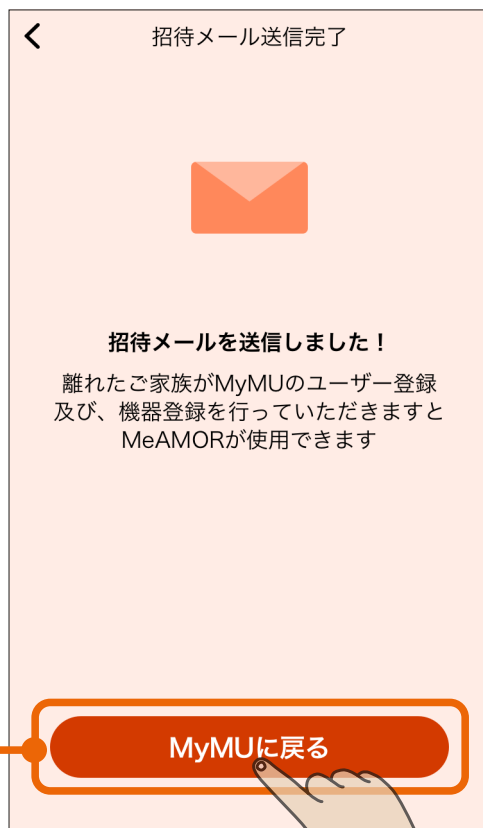 招待メール送信完了
招待メールを送信しました！
離れたご家族がMyMUのユーザー登録
及び、機器登録を行っていただきますと
MeAMORが使用できます
MyMUに戻る